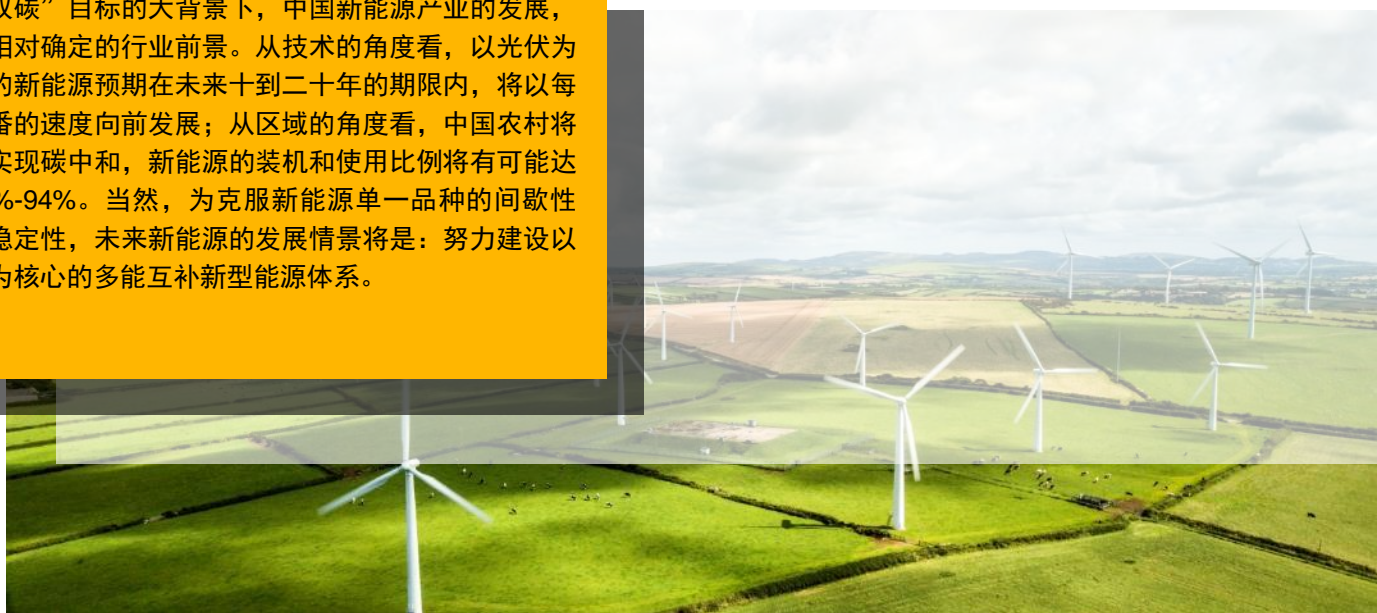 双碳”目标的大背景下，中国新能源产业的发展，
相对确定的行业前景。从技术的角度看，以光伏为
的新能源预期在未来十到二十年的期限内，将以每
番的速度向前发展；从区域的角度看，中国农村将
实现碳中和，新能源的装机和使用比例将有可能达
%-94%。当然，为克服新能源单一品种的间歇性
稳定性，未来新能源的发展情景将是：努力建设以
为核心的多能互补新型能源体系。